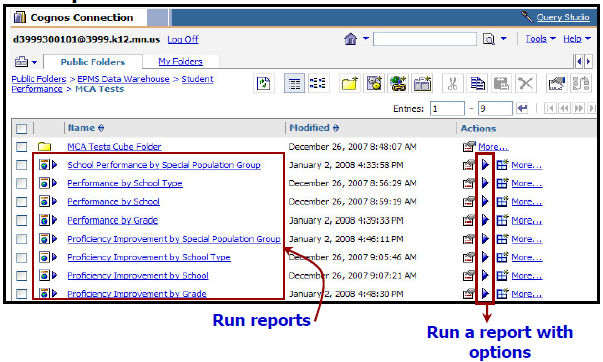 Cognos Connection Query Studio
d3999300101@3999.k12.mn.us Log Off Tools Help
Public Folders My Folders
Public Folders > EPMS Data Warehouse > Student
Performance > MCA Tests
Entries: 1 - 9
Name Modified Actions
MCA Tests Cube Folder December 26, 2007 8:48:07 AM More...
School Performance by Special Population Group January 2, 2008 4:33:58 PM More...
Performance by School Type December 26, 2007 8:56:29 AM More...
Performance by School December 26, 2007 8:59:19 AM More...
Performance by Grade January 2, 2008 4:39:33 PM More...
Proficiency Improvement by Special Population Group January 2, 2008 4:46:11 PM More...
Proficiency Improvement by School Type December 26, 2007 9:05:46 AM More...
Proficiency Improvement by School December 26, 2007 9:07:21 AM More...
Proficiency Improvement by Grade January 2, 2008 4:48:30 PM More...
Run reports
Run a report with
options